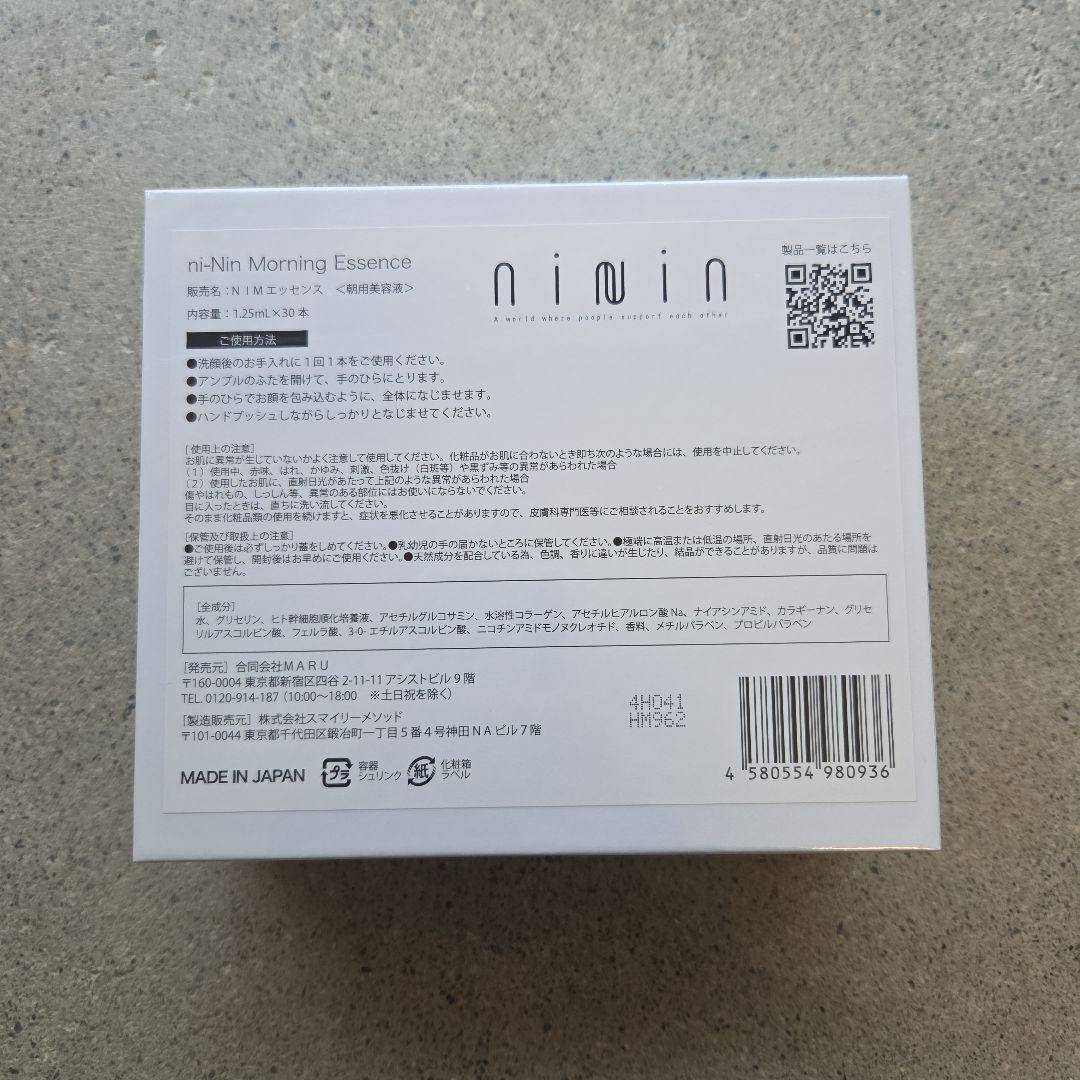 ni-Nin Morning Essence
販売名：ＮＩＭエッセンス　＜朝用美容液＞
内容量：1.25mL×30 本
niNin
A world where people support each other
製品一覧はこちら
ご使用方法
●洗顔後のお手入れに１回１本をご使用ください。
●アンプルのふたを開けて、手のひらにとります。
●手のひらでお顔を包み込むように、全体になじませます。
●ハンドプッシュしながらしっかりとなじませてください。
［使用上の注意］
お肌に異常が生じていないかよく注意して使用してください。化粧品がお肌に合わないとき即ち次のような場合には、使用を中止してください。
（１）使用中、赤味、はれ、かゆみ、刺激、色抜け（白斑等）や黒ずみ等の異常があらわれた場合
（２）使用したお肌に、直射日光があたって上記のような異常があらわれた場合
傷やはれもの、しっしん等、異常のある部位にはお使いにならないでください。
目に入ったときは、直ちに洗い流してください。
そのまま化粧品類の使用を続けますと、症状を悪化させることがありますので、皮膚科専門医等にご相談されることをおすすめします。
［保管及び取扱上の注意］
●ご使用後は必ずしっかり蓋をしめてください。●乳幼児の手の届かないところに保管してください。●極端に高温または低温の場所、直射日光のあたる場所を
避けて保管し、開封後はお早めにご使用ください。●天然成分を配合している為、色調、香りに違いが生じたり、結晶ができることがありますが、品質に問題は
ございません。
［全成分］
水、グリセリン、ヒト幹細胞順化培養液、アセチルグルコサミン、水溶性コラーゲン、アセチルヒアルロン酸 Na、ナイアシンアミド、カラギーナン、グリセ
リルアスコルビン酸、フェルラ酸、3-0- エチルアスコルビン酸、ニコチンアミドモノヌクレオチド、香料、メチルパラベン、プロピルパラベン
［発売元］合同会社ＭＡＲＵ
〒160-0004 東京都新宿区四谷 2-11-11 アシストビル 9 階
TEL. 0120-914-187（10:00～18:00　※土日祝を除く）
［製造販売元］株式会社スマイリーメソッド
〒101-0044 東京都千代田区鍛冶町一丁目５番４号神田ＮＡビル７階
4H041
HM962
MADE IN JAPAN
プラ
容器
シュリンク
紙
化粧箱
ラベル
4 580554 980936